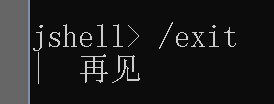 jshell> /exit
|  再见